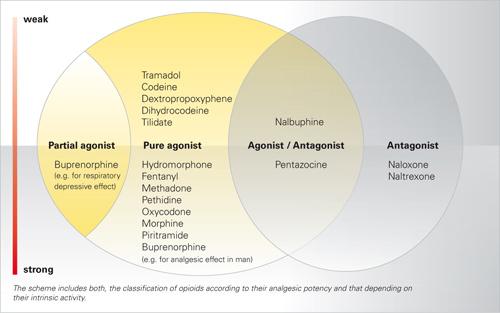 weak
Tramadol
Codeine
Dextropropoxyphene
Dihydrocodeine
Tilidate
Nalbuphine
Partial agonist
Pure agonist
Agonist / Antagonist
Antagonist
Buprenorphine
(e.g. for respiratory
depressive effect)
Hydromorphone
Fentanyl
Methadone
Pethidine
Oxycodone
Morphine
Piritramide
Buprenorphine
(e.g. for analgesic effect in man)
Pentazocine
Naloxone
Naltrexone
strong
The scheme includes both, the classification of opioids according to their analgesic potency and that depending on
their intrinsic activity.